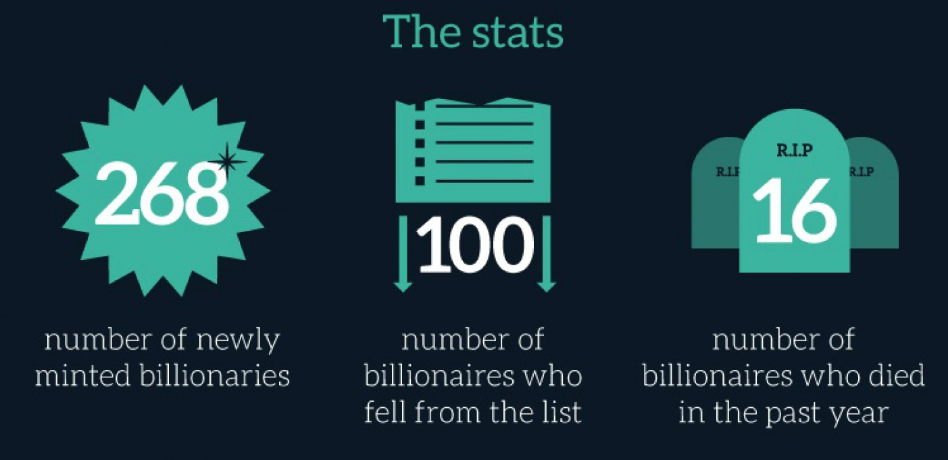 The stats
268
number of newly
minted billionaries
100
number of
billionaires who
fell from the list
R.I.P
R.I.P
R.I.P
16
number of
billionaires who died
in the past year